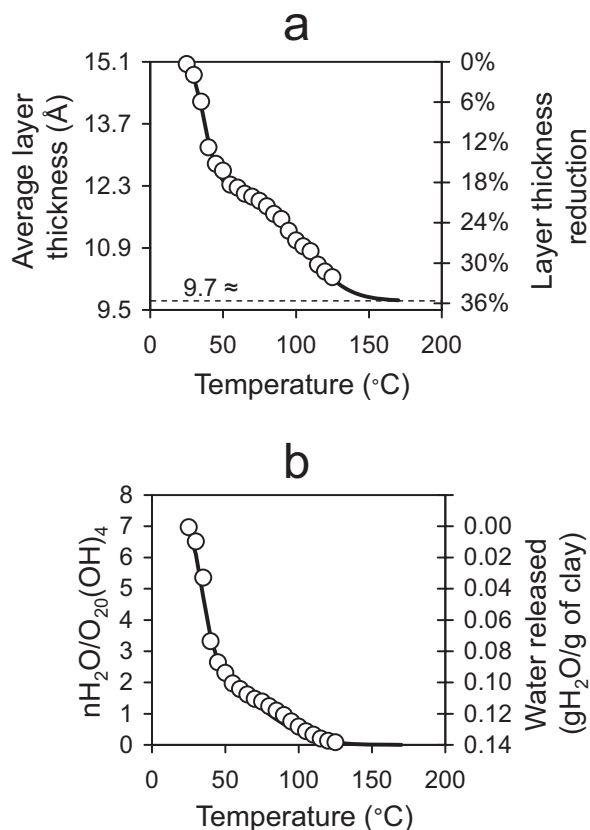 a
Average layer
thickness (Å)
15.1
13.7
12.3
10.9
9.5
9.7 ≈
0%
6%
12%
18%
24%
30%
36%
Layer thickness
reduction
0 50 100 150 200
Temperature (°C)
b
nH₂O/O₂₀(OH)₄
8
7
6
5
4
3
2
1
0
0.00
0.02
0.04
0.06
0.08
0.10
0.12
0.14
Water released
(gH₂O/g of clay)
0 50 100 150 200
Temperature (°C)